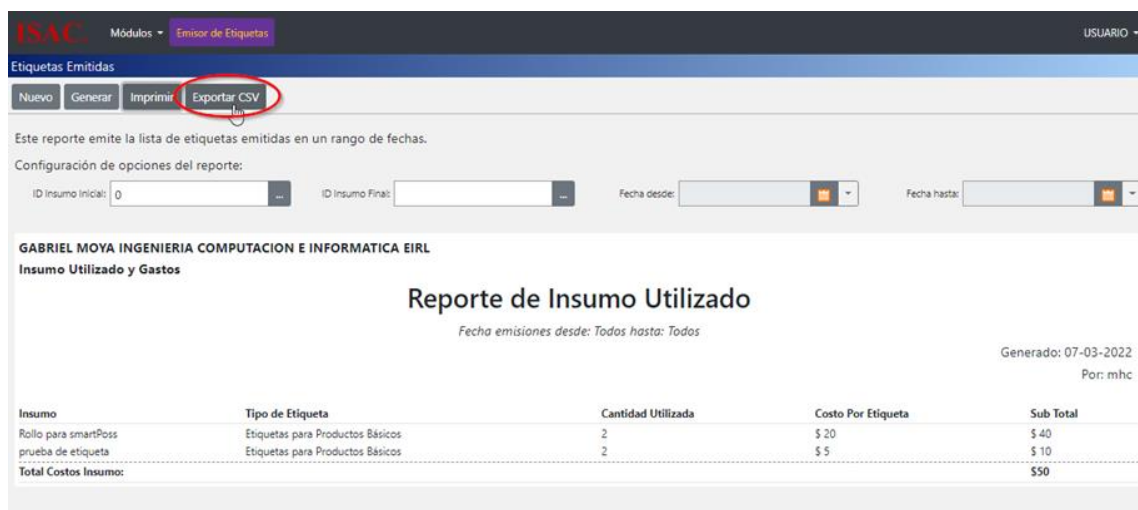 ISAC. Módulos Emisor de Etiquetas USUARIO
Etiquetas Emitidas
Nuevo Generar Imprimir Exportar CSV
Este reporte emite la lista de etiquetas emitidas en un rango de fechas.
Configuración de opciones del reporte:
ID Insumo Inicial: 0 ... ID Insumo Final: ... Fecha desde: Fecha hasta:
GABRIEL MOYA INGENIERIA COMPUTACION E INFORMATICA EIRL
Insumo Utilizado y Gastos
Reporte de Insumo Utilizado
Fecha emisiones desde: Todos hasta: Todos
Generado: 07-03-2022
Por: mhc
Insumo Tipo de Etiqueta Cantidad Utilizada Costo Por Etiqueta Sub Total
Rollo para smartPoss Etiquetas para Productos Básicos 2 $ 20 $ 40
prueba de etiqueta Etiquetas para Productos Básicos 2 $ 5 $ 10
Total Costos Insumo: $50